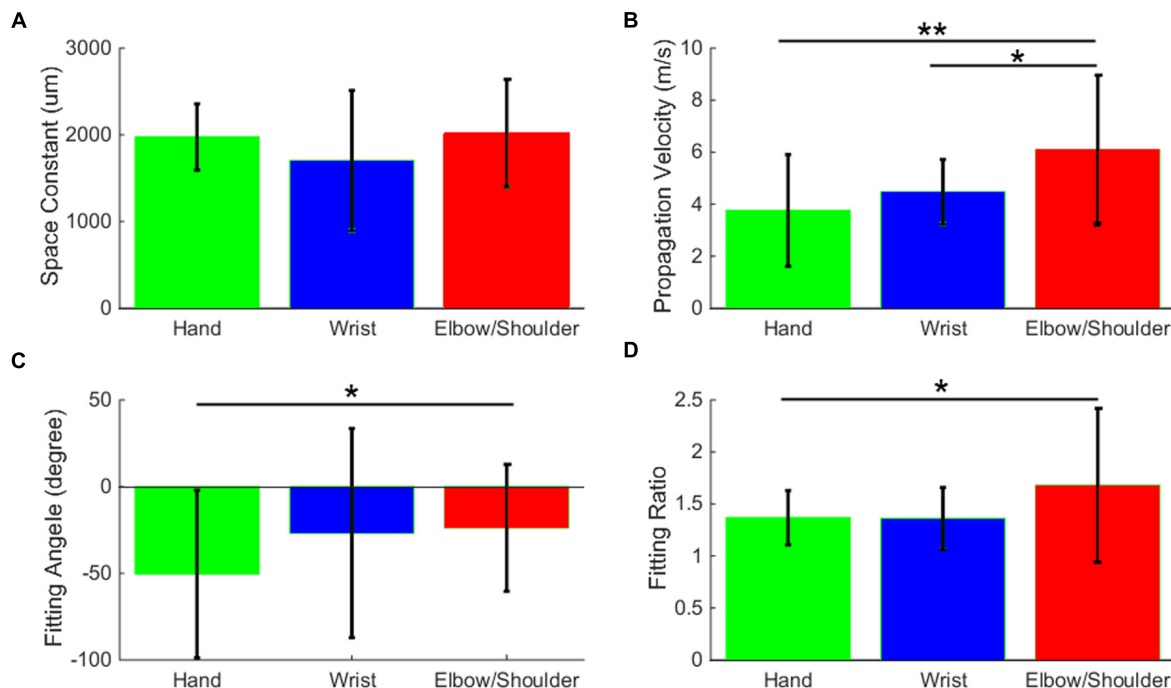 A
Space Constant (um)
3000
2000
1000
0
Hand Wrist Elbow/Shoulder
B
Propagation Velocity (m/s)
10
8
6
4
2
0
** 
*
Hand Wrist Elbow/Shoulder
C
Fitting Angele (degree)
50
0
-50
-100
*
Hand Wrist Elbow/Shoulder
D
Fitting Ratio
2.5
2
1.5
1
0.5
0
*
Hand Wrist Elbow/Shoulder